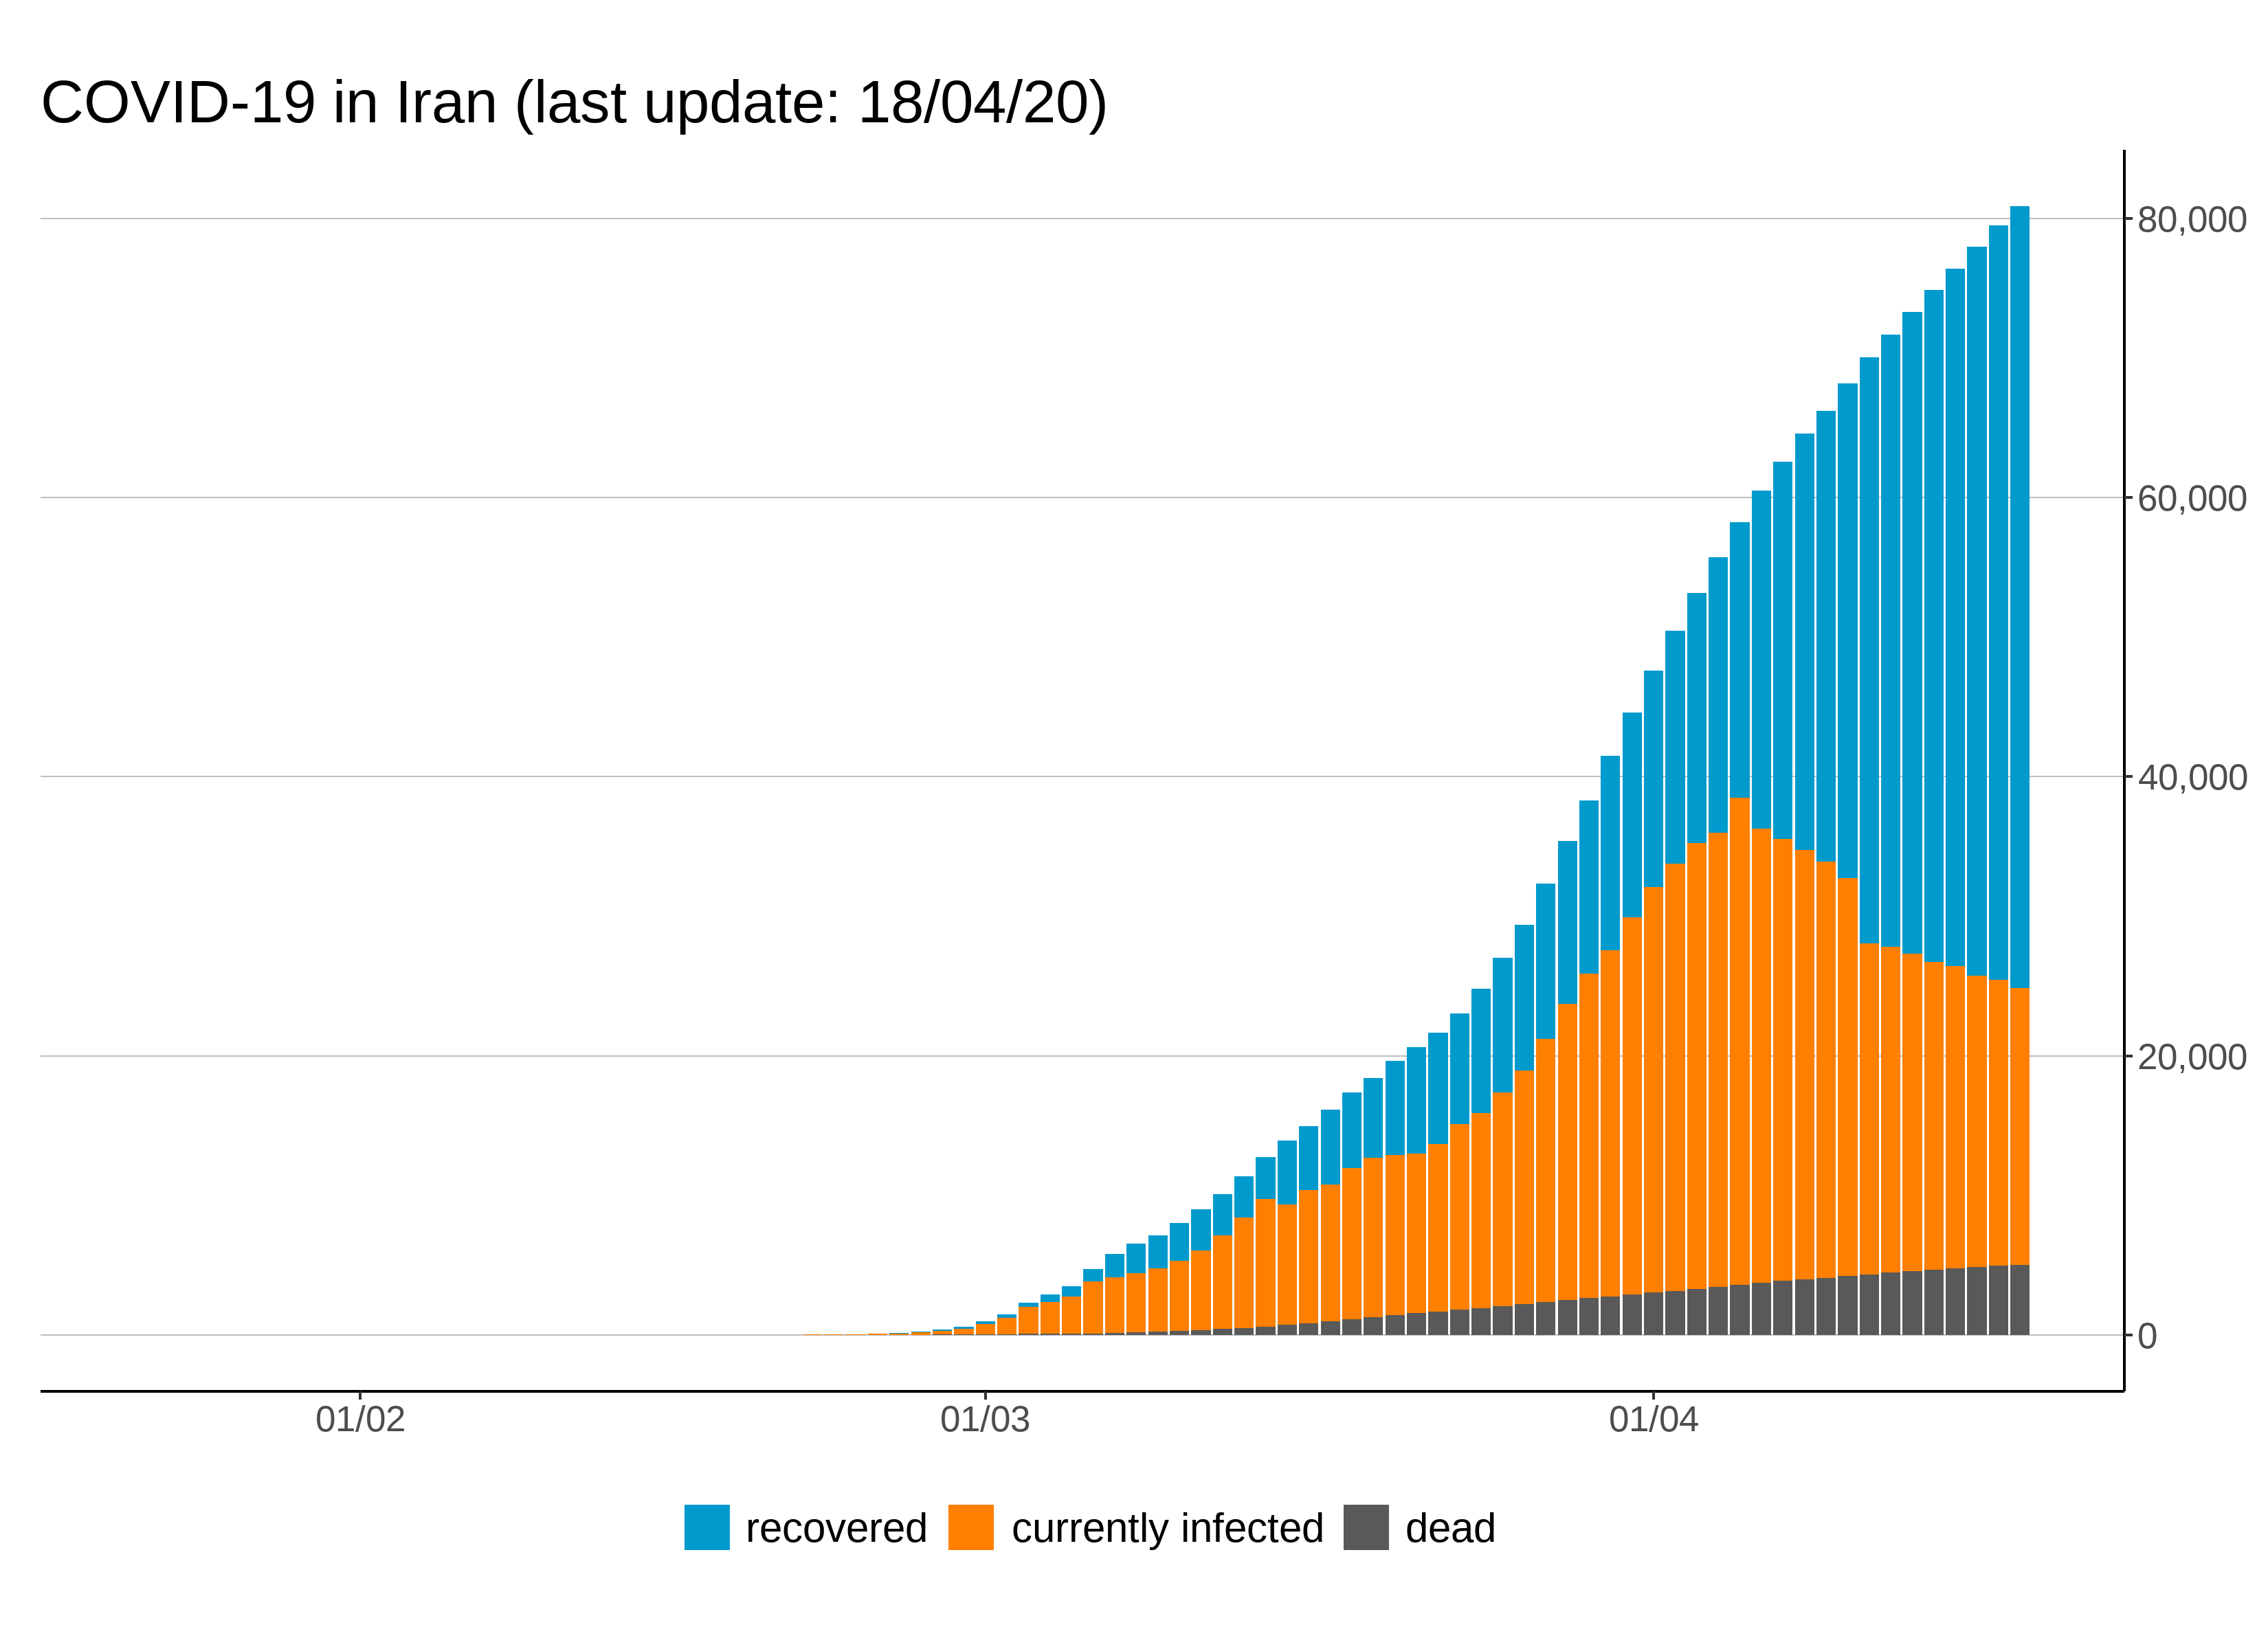 COVID-19 in Iran (last update: 18/04/20)
80,000
60,000
40,000
20,000
0
01/02 01/03 01/04
recovered currently infected dead